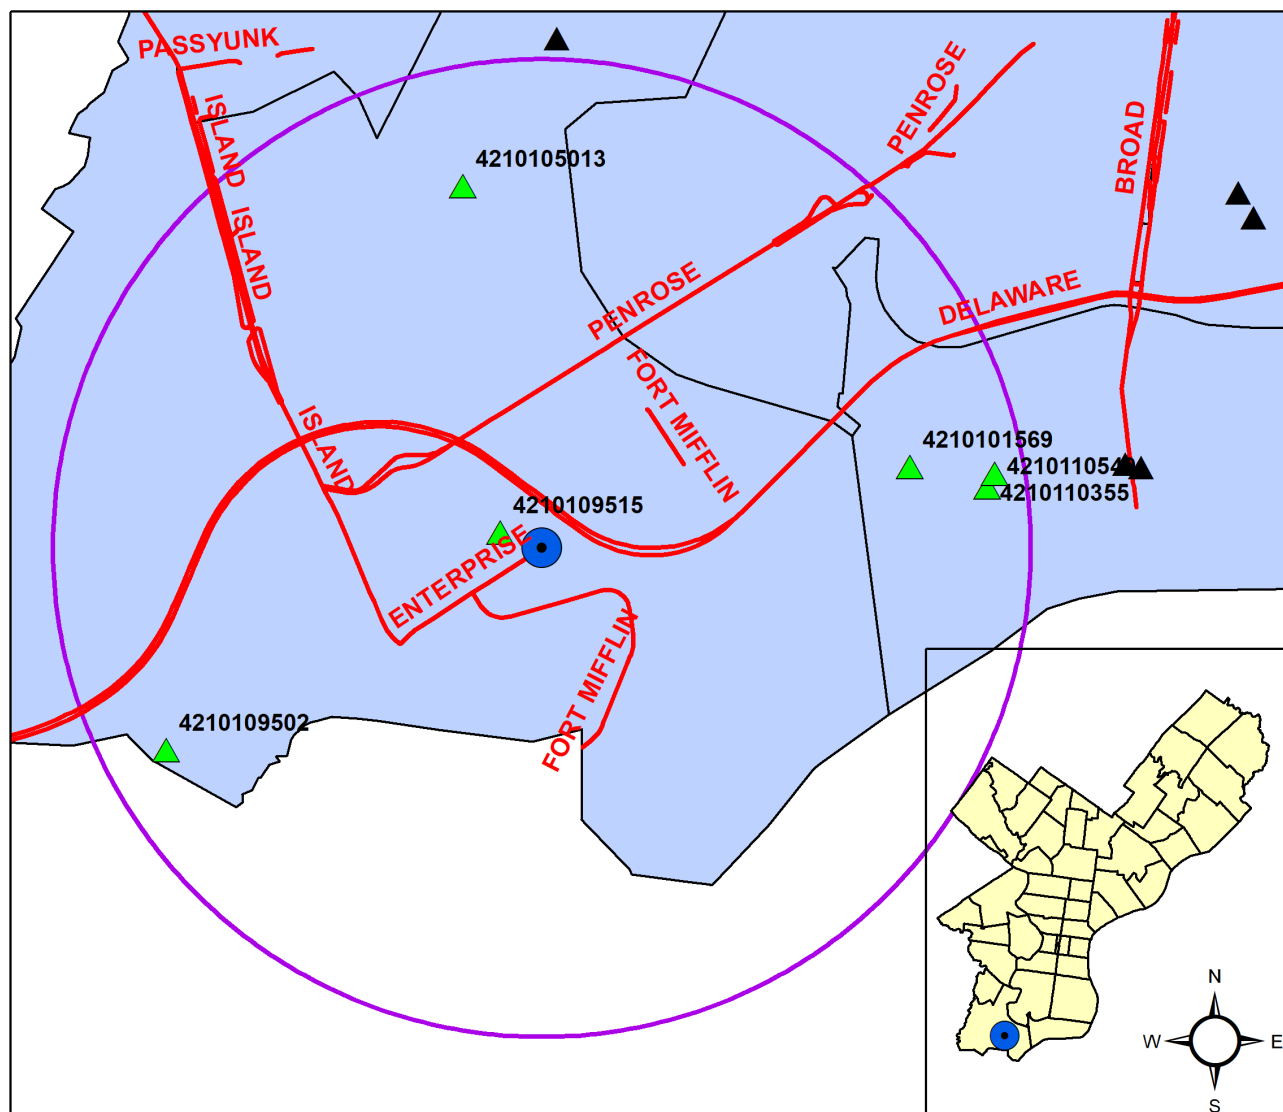 PASSYUNK
PENROSE
ISLAND
BROAD
4210105013
ISLAND
PENROSE
DELAWARE
FORT MIFFLIN
ISLAND
4210101569
4210110355
4210109515
ENTERPRISE
FORT MIFFLIN
4210109502
N
W
E
S